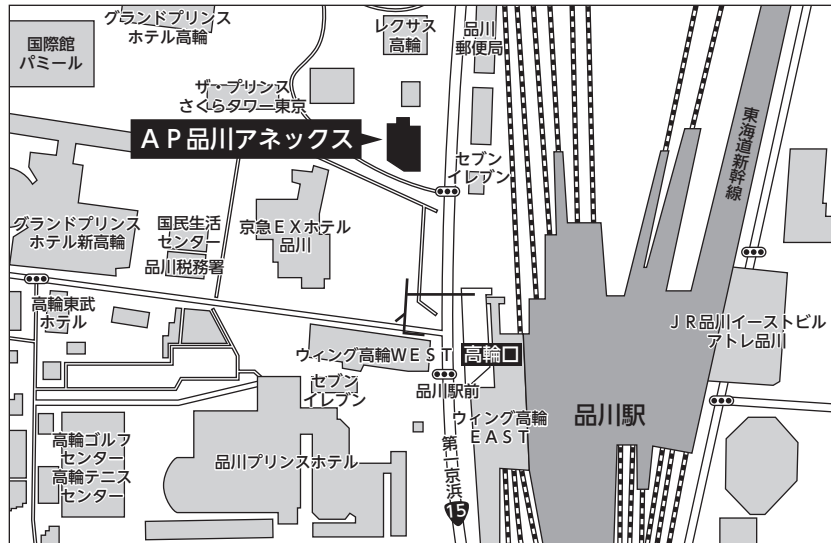 グランドプリンス
ホテル高輪
国際館
パミール
レクサス
高輪
品川
郵便局
ザ・プリンス
さくらタワー東京
AP品川アネックス
セブン
イレブン
東海道新幹線
グランドプリンス
ホテル新高輪
国民生活
センター
品川税務署
京急EXホテル
品川
高輪東武
ホテル
JR品川イーストビル
アトレ品川
ウィング高輪WEST
高輪
セブン
イレブン
品川駅前
ウィング高輪
EAST
品川駅
高輪ゴルフ
センター
高輪テニス
センター
品川プリンスホテル
第一京浜
15